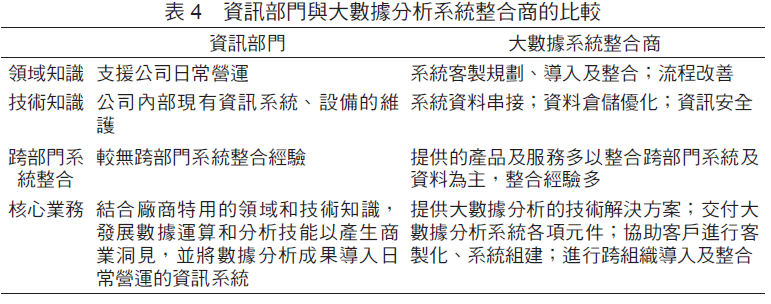 表 4 資訊部門與大數據分析系統整合商的比較
資訊部門 大數據系統整合商
領域知識 支援公司日常營運 系統客製規劃、導入及整合；流程改善
技術知識 公司內部現有資訊系統、設備的維 系統資料串接；資料倉儲優化；資訊安全
護
跨部門系 較無跨部門系統整合經驗 提供的產品及服務多以整合跨部門系統及
統整合 資料為主，整合經驗多
核心業務 結合廠商特用的領域和技術知識， 提供大數據分析的技術解決方案；交付大
發展數據運算和分析技能以產生商 數據分析系統各項元件；協助客戶進行客
業洞見，並將數據分析成果導入日 製化、系統組建；進行跨組織導入及整合
常營運的資訊系統